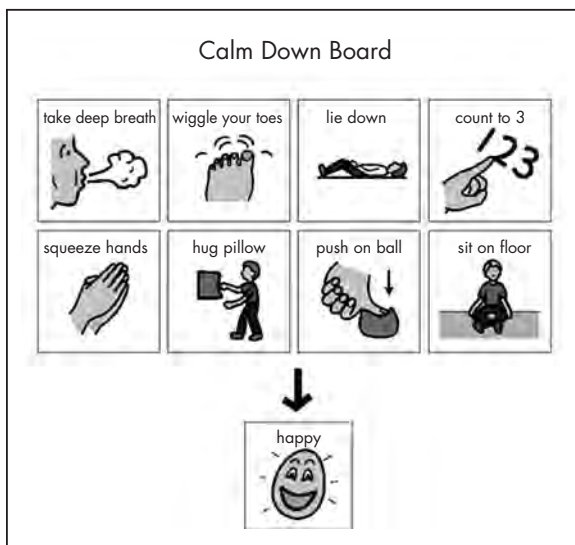 Calm Down Board
take deep breath
wiggle your toes
lie down
count to 3
123
squeeze hands
hug pillow
push on ball
sit on floor
happy